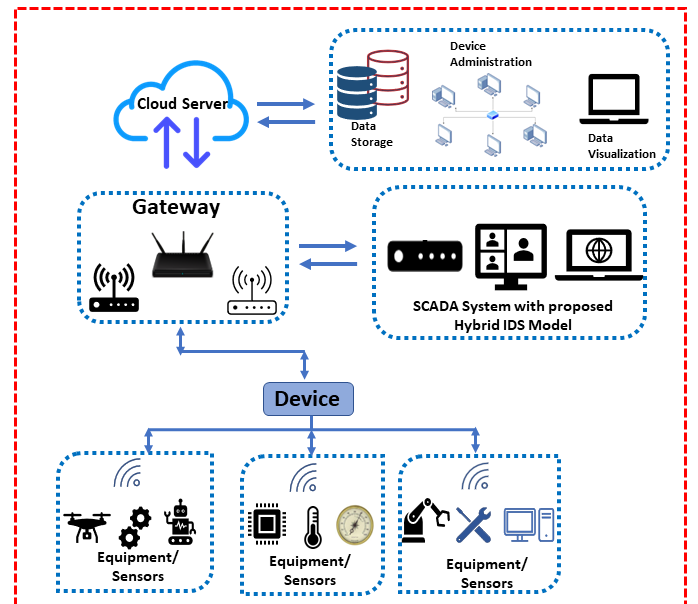 Cloud Server
Device
Administration
Data
Storage
Data
Visualization
Gateway
SCADA System with proposed
Hybrid IDS Model
Device
Equipment/
Sensors
Equipment/
Sensors
Equipment/
Sensors